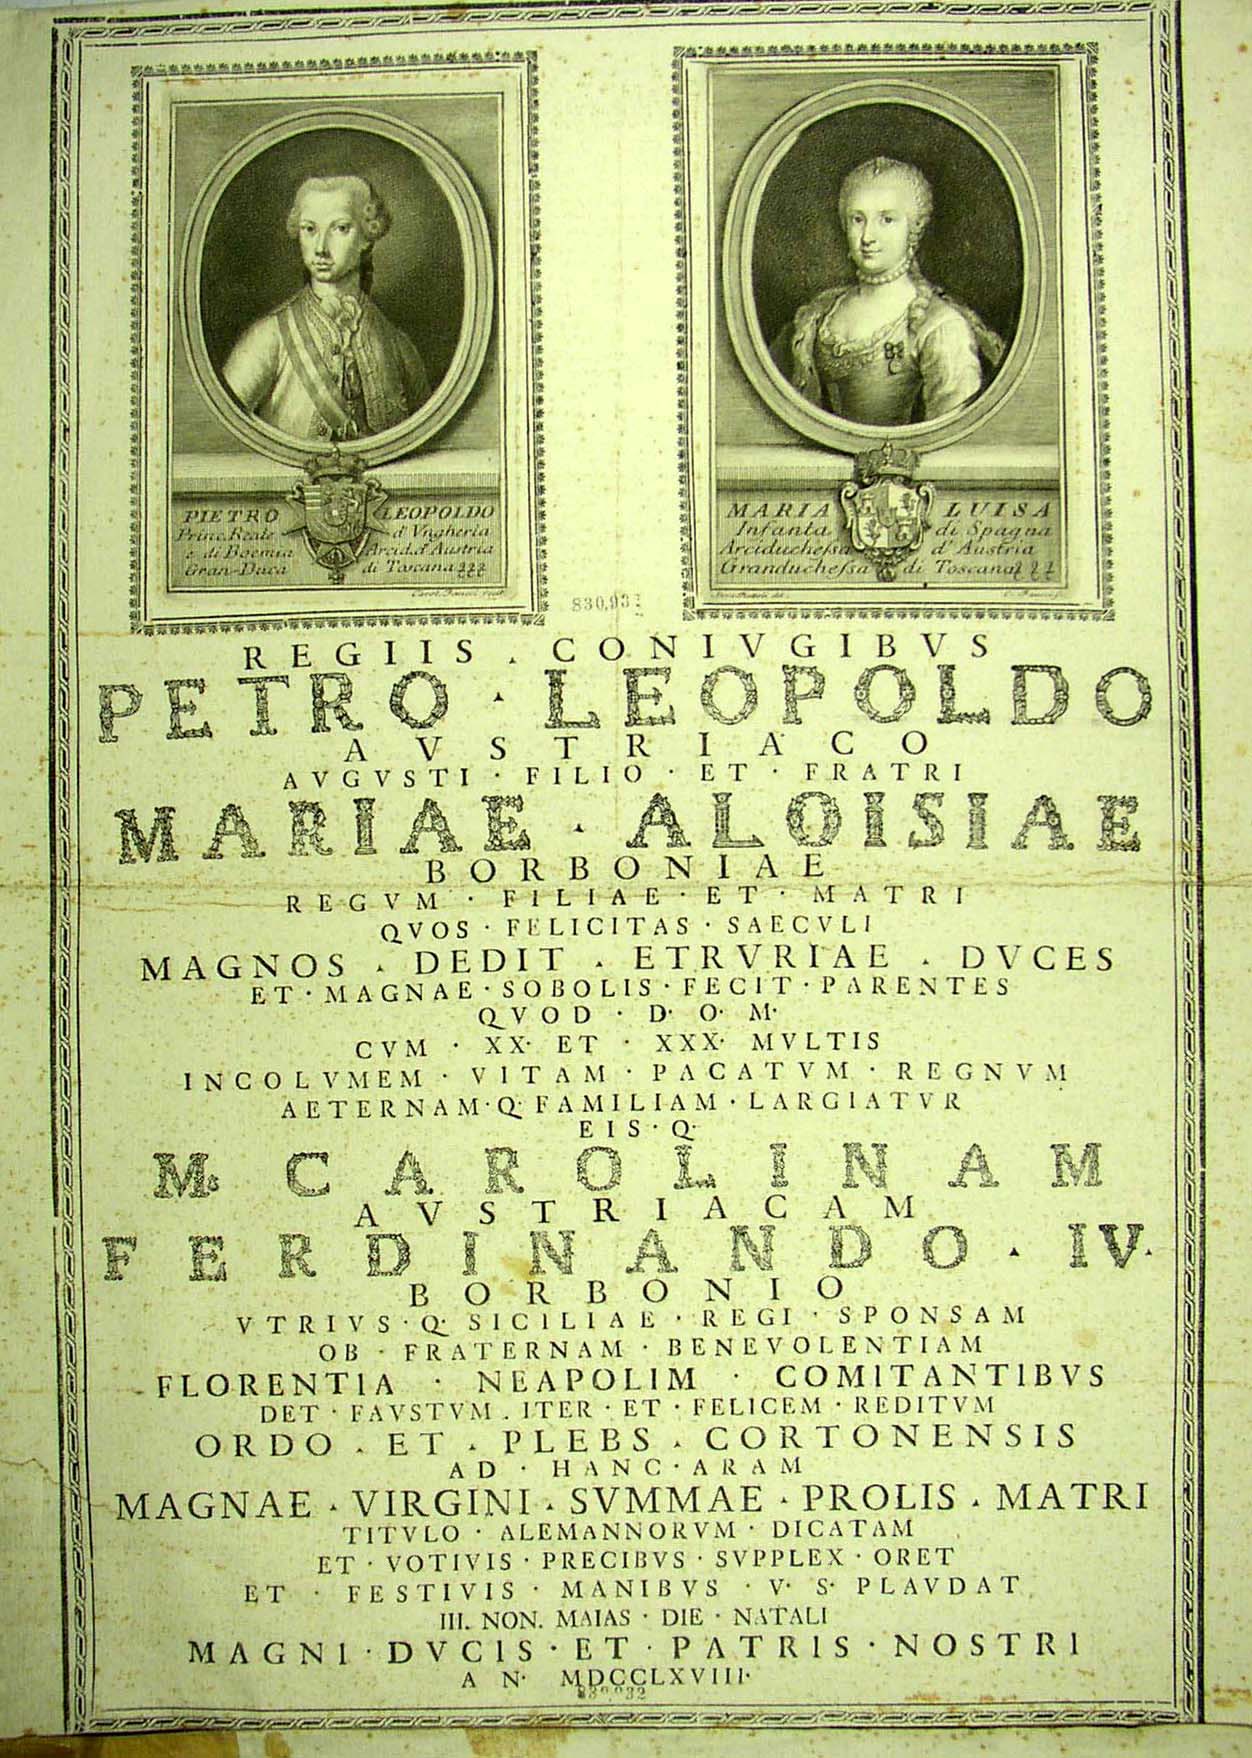 PIETRO LEOPOLDO
Princ. Reale d'Vngheria
e di Boemia Arcid. d'Austria
Gran-Duca di Toscana
MARIA LUISA
Infanta di Spagna
Arciduchessa d'Austria
Granduchessa di Toscana
830,93
REGIIS . CONIVGIBVS
PETRO · LEOPOLDO
AVSTRIACO
AVGVSTI · FILIO · ET · FRATRI
MARIAE · ALOISIAE
BORBONIAE
REGVM · FILIAE · ET · MATRI
QVOS · FELICITAS · SAECVLI
MAGNOS . DEDIT . ETRVRIAE . DVCES
ET · MAGNAE · SOBOLIS · FECIT · PARENTES
QVOD · D· O· M·
CVM · XX· ET · XXX· MVLTIS
INCOLVMEM · VITAM · PACATVM · REGNVM
AETERNAM·Q· FAMILIAM · LARGIATVR
EIS·Q·
M. CAROLINAM
AVSTRIACAM
FERDINANDO · IV.
BORBONIO
VTRIVS·Q· SICILIAE · REGI · SPONSAM
OB · FRATERNAM · BENEVOLENTIAM
FLORENTIA · NEAPOLIM · COMITANTIBVS
DET · FAVSTVM . ITER · ET · FELICEM · REDITVM
ORDO . ET . PLEBS . CORTONENSIS
AD · HANC · ARAM
MAGNAE . VIRGINI . SVMMAE . PROLIS . MATRI
TITVLO · ALEMANNORVM · DICATAM
ET · VOTIVIS · PRECIBVS · SVPPLEX · ORET
ET · FESTIVIS · MANIBVS · V· S· PLAVDAT
III. NON. MAIAS · DIE · NATALI
MAGNI · DVCIS · ET · PATRIS · NOSTRI
AN· MDCCLXVIII·